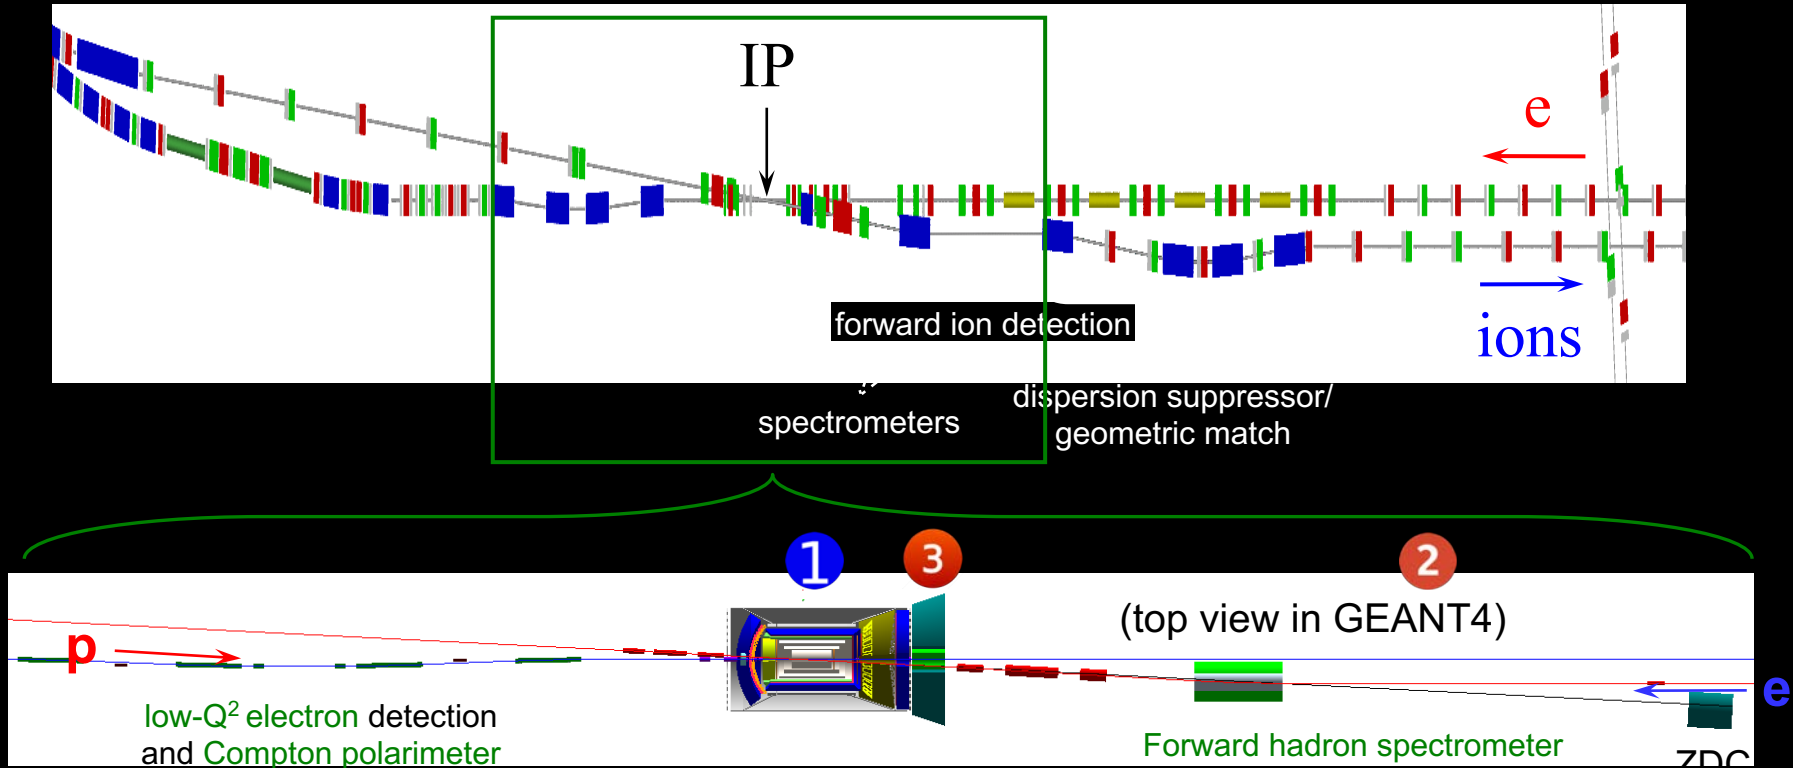 IP
e
ions
forward ion detection
spectrometers
dispersion suppressor/
geometric match
1
3
2
(top view in GEANT4)
p
e
low-Q² electron detection
and Compton polarimeter
Forward hadron spectrometer
ZDC